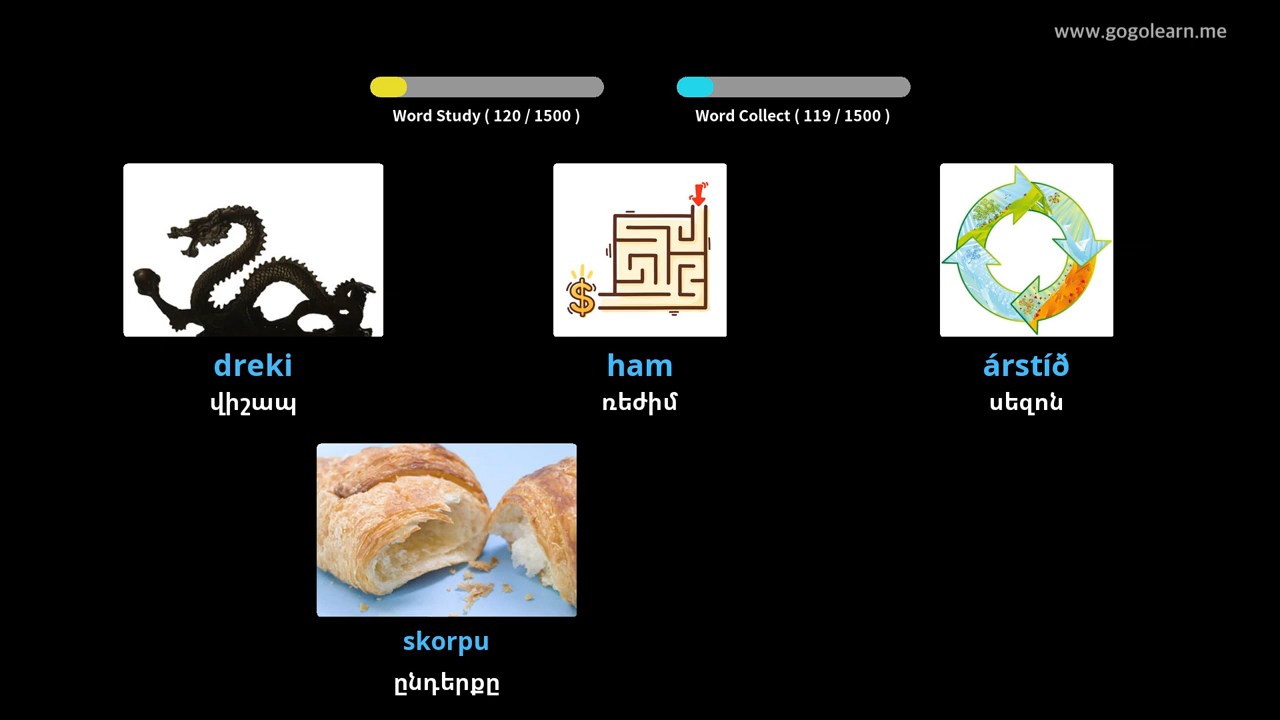 www.gogolearn.me
Word Study ( 120 / 1500 )
Word Collect ( 119 / 1500 )
dreki
վիշապ
ham
ռեժիմ
árstíð
սեզոն
skorpu
ընդերքը